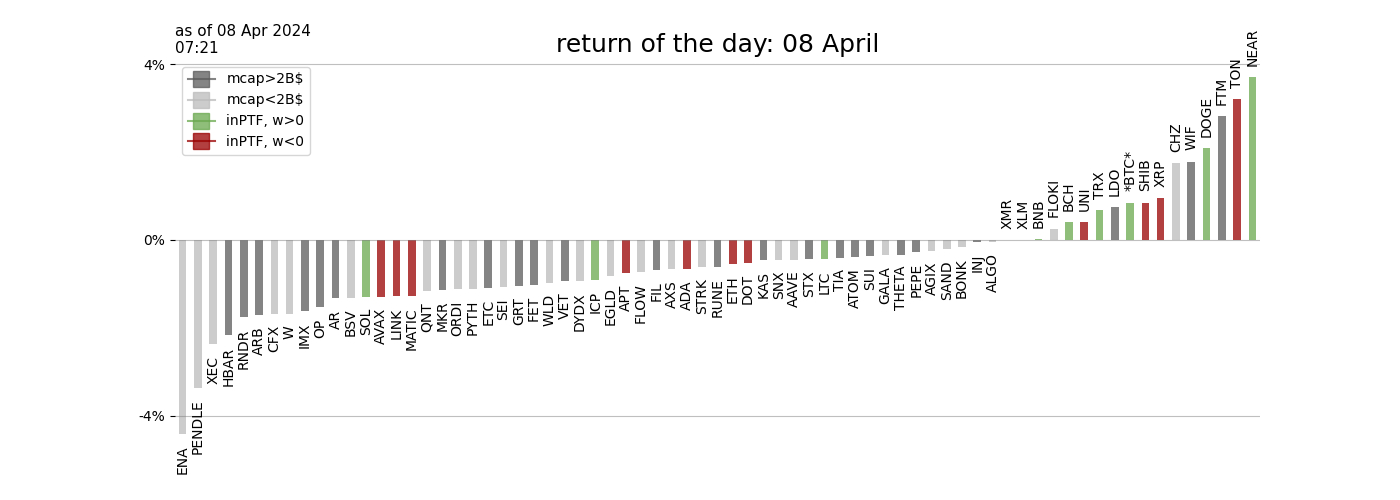 as of 08 Apr 2024
07:21
return of the day: 08 April
4%
0%
-4%
mcap>2B$
mcap<2B$
inPTF, w>0
inPTF, w<0
ENA
PENDLE
XEC
HBAR
RNDR
ARB
CFX
W
IMX
OP
AR
BSV
SOL
AVAX
LINK
MATIC
QNT
MKR
ORDI
PYTH
ETC
SEI
GRT
FET
WLD
VET
DYDX
ICP
EGLD
APT
FLOW
FIL
AXS
ADA
STRK
RUNE
ETH
DOT
KAS
SNX
AAVE
STX
LTC
TIA
ATOM
SUI
GALA
THETA
PEPE
AGIX
SAND
BONK
INJ
ALGO
XMR
XLM
BNB
FLOKI
BCH
UNI
TRX
LDO
*BTC*
SHIB
XRP
CHZ
WIF
DOGE
FTM
TON
NEAR